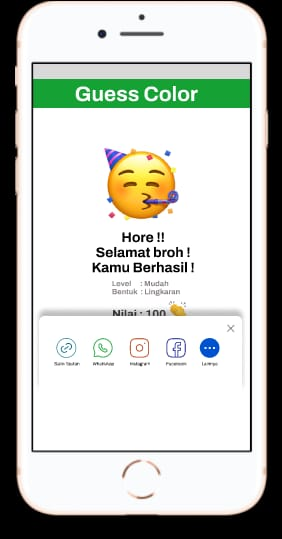 Guess Color
Hore !!
Selamat broh !
Kamu Berhasil !
Level : Mudah
Bentuk : Lingkaran
Nilai : 100
Salin Tautan WhatsApp Instagram Facebook Lainnya